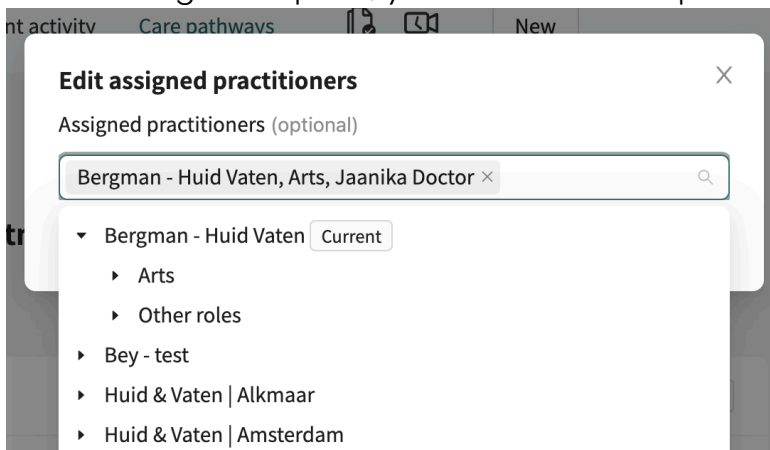 nt activity Care pathways New
Edit assigned practitioners
Assigned practitioners (optional)
Bergman - Huid Vaten, Arts, Jaanika Doctor ×
Bergman - Huid Vaten Current
Arts
Other roles
Bey - test
Huid & Vaten | Alkmaar
Huid & Vaten | Amsterdam